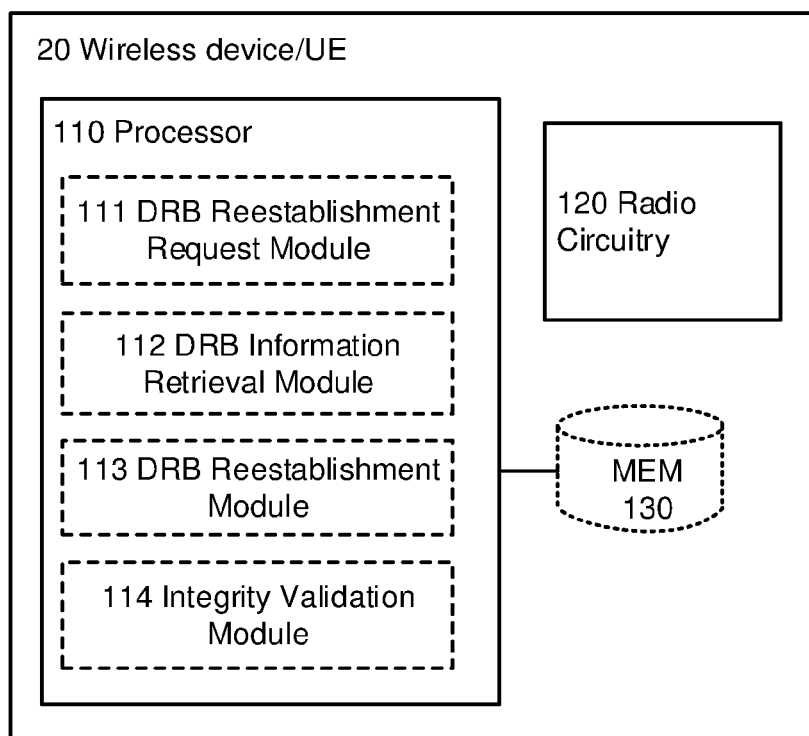 20 Wireless device/UE
110 Processor
111 DRB Reestablishment
Request Module
112 DRB Information
Retrieval Module
113 DRB Reestablishment
Module
114 Integrity Validation
Module
120 Radio
Circuitry
MEM
130